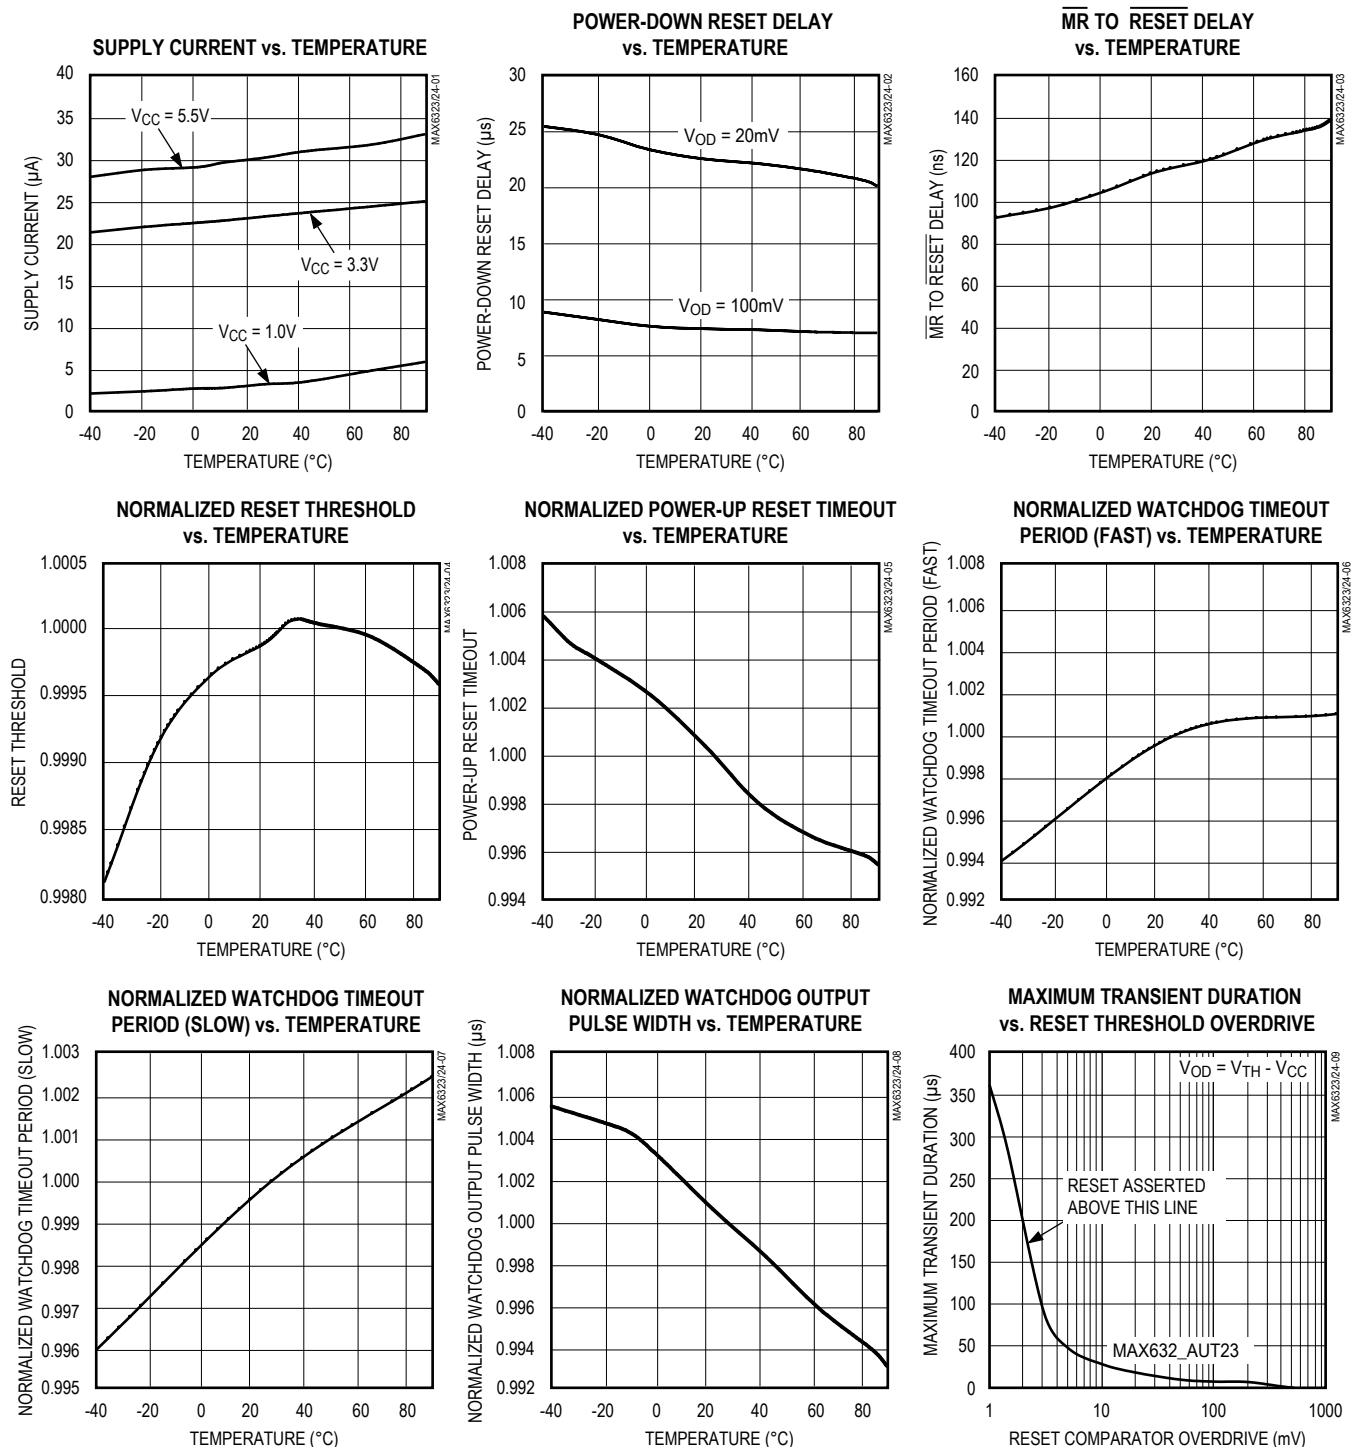 SUPPLY CURRENT vs. TEMPERATURE
SUPPLY CURRENT (µA)
40
35
30
25
20
15
10
5
0
VCC = 5.5V
VCC = 3.3V
VCC = 1.0V
MAX6323/24-01
-40 -20 0 20 40 60 80
TEMPERATURE (°C)
POWER-DOWN RESET DELAY
vs. TEMPERATURE
POWER-DOWN RESET DELAY (µs)
30
25
20
15
10
5
0
VOD = 20mV
VOD = 100mV
MAX6323/24-02
-40 -20 0 20 40 60 80
TEMPERATURE (°C)
MR TO RESET DELAY
vs. TEMPERATURE
MR TO RESET DELAY (ns)
160
140
120
100
80
60
40
20
0
MAX6323/24-03
-40 -20 0 20 40 60 80
TEMPERATURE (°C)
NORMALIZED RESET THRESHOLD
vs. TEMPERATURE
RESET THRESHOLD
1.0005
1.0000
0.9995
0.9990
0.9985
0.9980
MAX6323/24-04
-40 -20 0 20 40 60 80
TEMPERATURE (°C)
NORMALIZED POWER-UP RESET TIMEOUT
vs. TEMPERATURE
POWER-UP RESET TIMEOUT
1.008
1.006
1.004
1.002
1.000
0.998
0.996
0.994
MAX6323/24-05
-40 -20 0 20 40 60 80
TEMPERATURE (°C)
NORMALIZED WATCHDOG TIMEOUT
PERIOD (FAST) vs. TEMPERATURE
NORMALIZED WATCHDOG TIMEOUT PERIOD (FAST)
1.008
1.006
1.004
1.002
1.000
0.998
0.996
0.994
0.992
MAX6323/24-06
-40 -20 0 20 40 60 80
TEMPERATURE (°C)
NORMALIZED WATCHDOG TIMEOUT
PERIOD (SLOW) vs. TEMPERATURE
NORMALIZED WATCHDOG TIMEOUT PERIOD (SLOW)
1.003
1.002
1.001
1.000
0.999
0.998
0.997
0.996
0.995
MAX6323/24-07
-40 -20 0 20 40 60 80
TEMPERATURE (°C)
NORMALIZED WATCHDOG OUTPUT
PULSE WIDTH vs. TEMPERATURE
NORMALIZED WATCHDOG OUTPUT PULSE WIDTH (µs)
1.008
1.006
1.004
1.002
1.000
0.998
0.996
0.994
0.992
MAX6323/24-08
-40 -20 0 20 40 60 80
TEMPERATURE (°C)
MAXIMUM TRANSIENT DURATION
vs. RESET THRESHOLD OVERDRIVE
MAXIMUM TRANSIENT DURATION (µs)
400
350
300
250
200
150
100
50
0
VOD = VTH - VCC
RESET ASSERTED
ABOVE THIS LINE
MAX632_AUT23
MAX6323/24-09
1 10 100 1000
RESET COMPARATOR OVERDRIVE (mV)